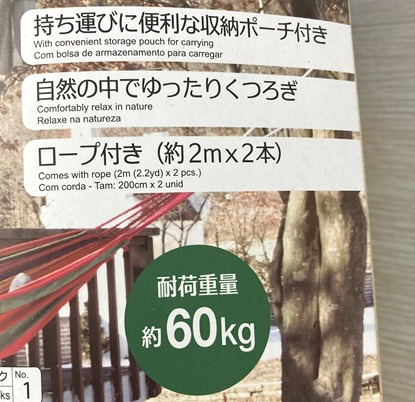 持ち運びに便利な収納ポーチ付き
With convenient storage pouch for carrying
Com bolsa de armazenamento para carregar
自然の中でゆったりくつろぎ
Comfortably relax in nature
Relaxe na natureza
ロープ付き（約2m×2本）
Comes with rope (2m (2.2yd) x 2 pcs.)
Com corda - Tam: 200cm x 2 unid
耐荷重量
約60kg
ク No.
ks 1